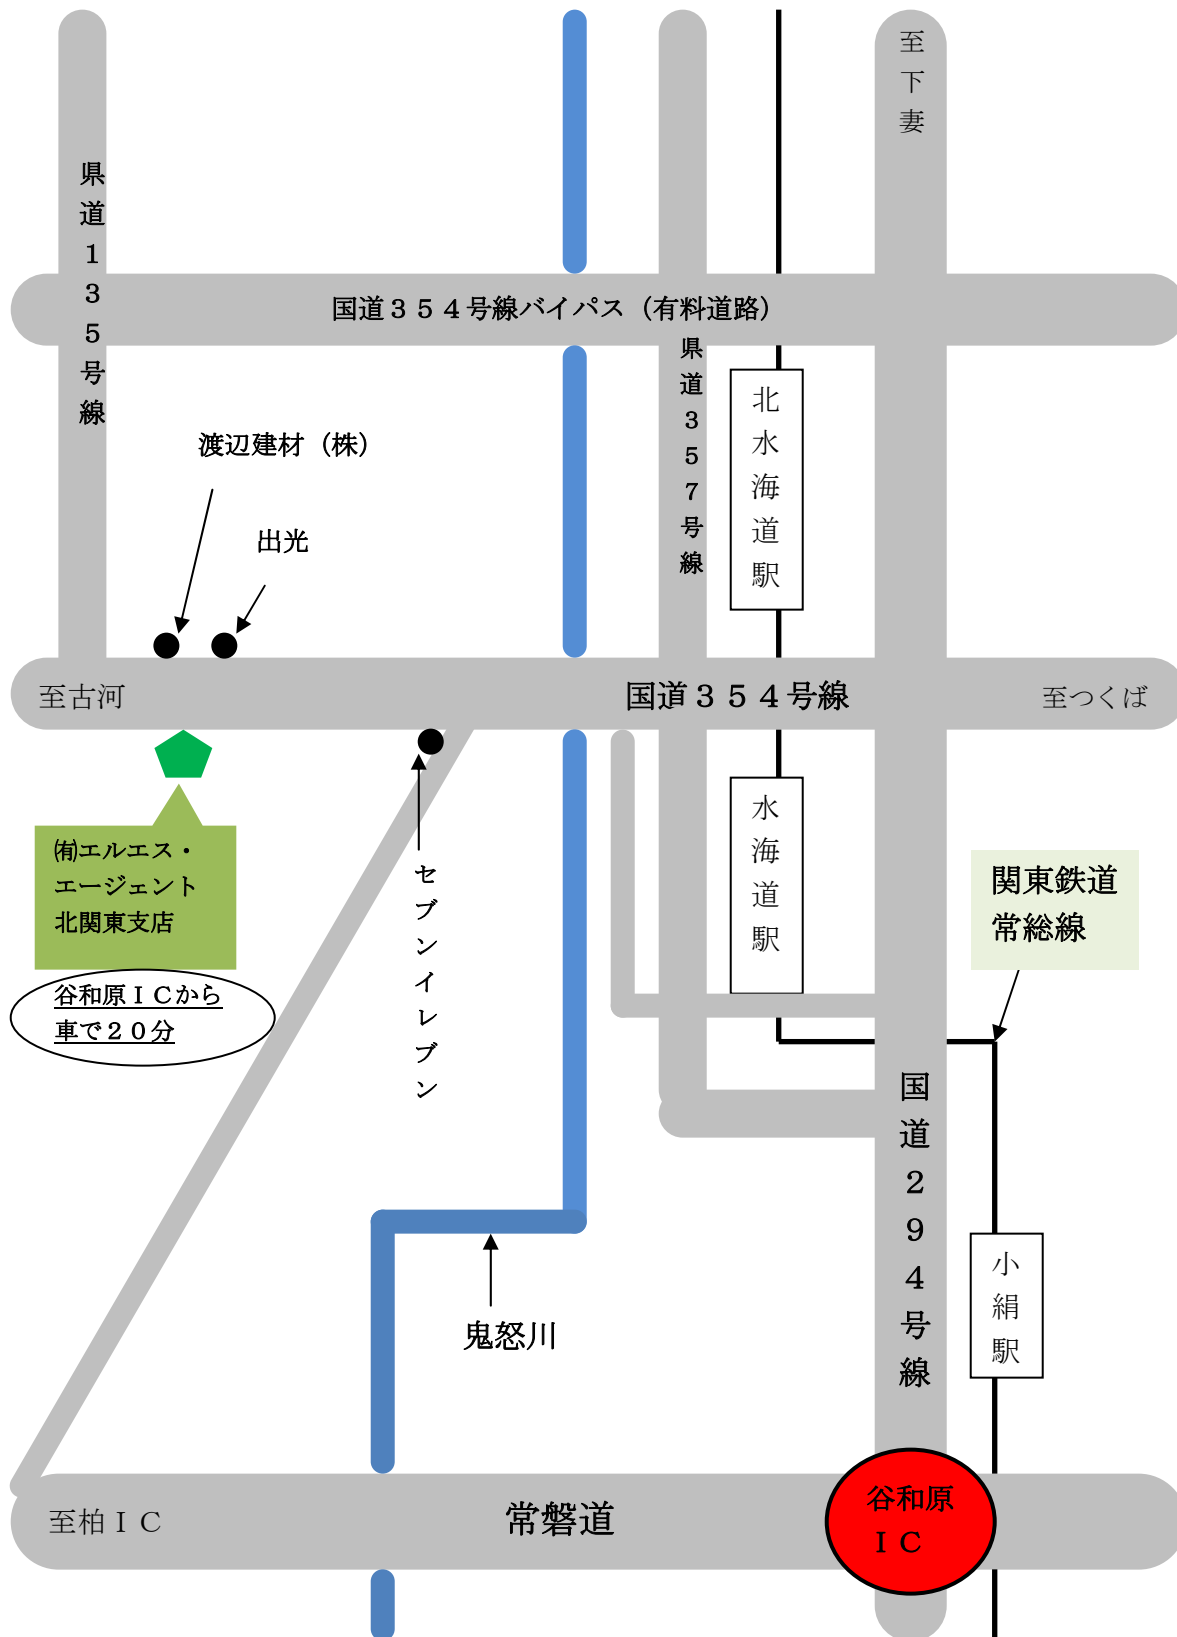 至下妻
県道１３５号線
国道３５４号線バイパス（有料道路）
県道３５７号線
北水海道駅
渡辺建材（株）
出光
至古河
国道３５４号線
至つくば
水海道駅
㈲エルエス・
エージェント
北関東支店
セブンイレブン
関東鉄道
常総線
谷和原ＩＣから
車で２０分
国道２９４号線
小絹駅
鬼怒川
谷和原
ＩＣ
至柏ＩＣ
常磐道